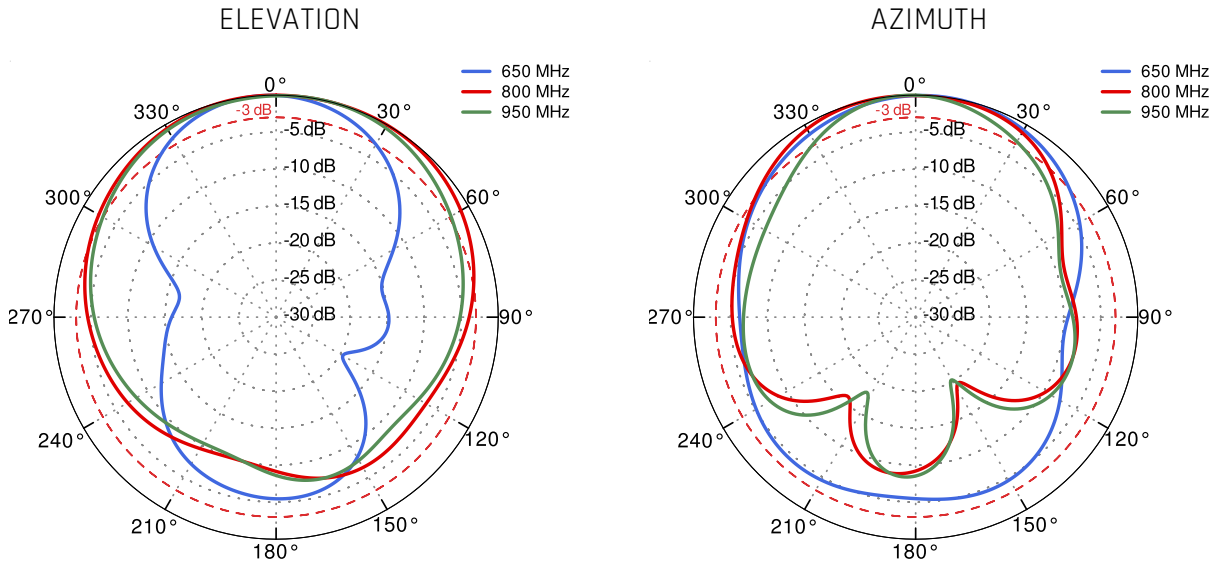 ELEVATION
650 MHz
800 MHz
950 MHz
0°
330°
-3 dB
30°
-5 dB
-10 dB
300°
60°
-15 dB
-20 dB
-25 dB
-30 dB
270°
90°
240°
120°
210°
150°
180°
AZIMUTH
650 MHz
800 MHz
950 MHz
0°
330°
-3 dB
30°
-5dB
-10 dB
300°
60°
-15 dB
-20 dB
-25 dB
-30 dB
270°
90°
240°
120°
210°
150°
180°